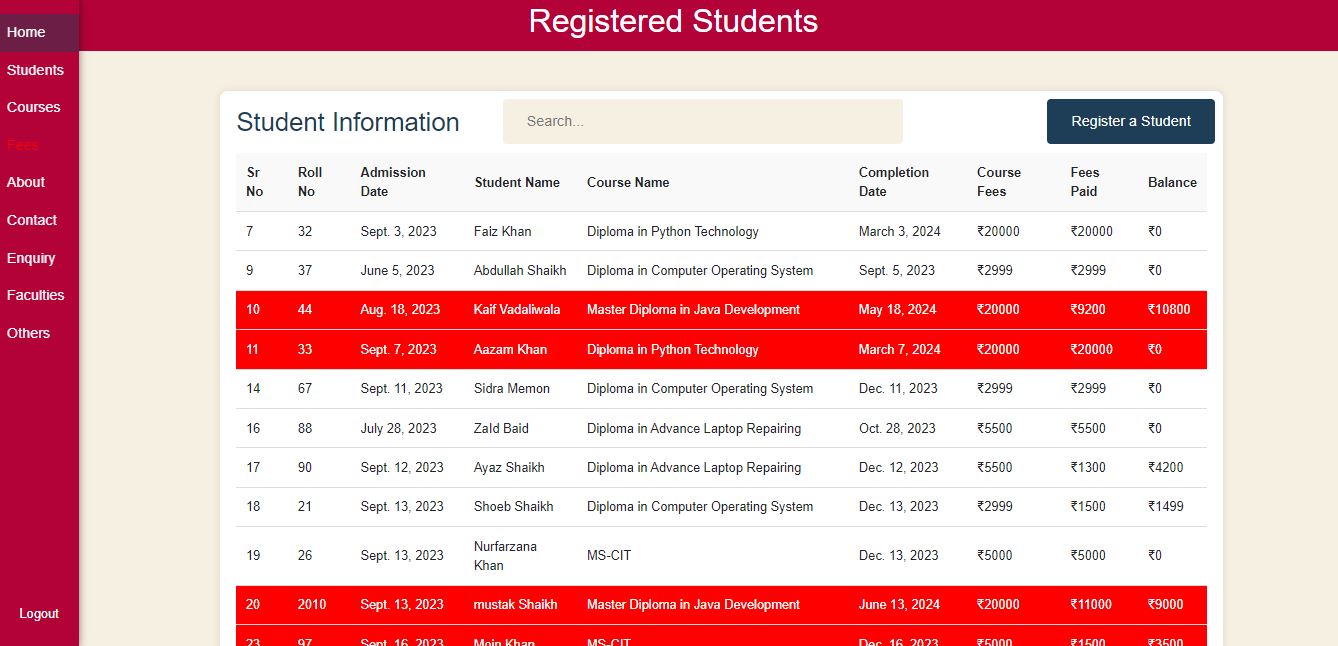 Registered Students
Home
Students
Courses
Fees
About
Contact
Enquiry
Faculties
Others
Logout
Student Information
Search...
Register a Student
Sr No Roll No Admission Date Student Name Course Name Completion Date Course Fees Fees Paid Balance
7 32 Sept. 3, 2023 Faiz Khan Diploma in Python Technology March 3, 2024 ₹20000 ₹20000 ₹0
9 37 June 5, 2023 Abdullah Shaikh Diploma in Computer Operating System Sept. 5, 2023 ₹2999 ₹2999 ₹0
10 44 Aug. 18, 2023 Kaif Vadaliwala Master Diploma in Java Development May 18, 2024 ₹20000 ₹9200 ₹10800
11 33 Sept. 7, 2023 Aazam Khan Diploma in Python Technology March 7, 2024 ₹20000 ₹20000 ₹0
14 67 Sept. 11, 2023 Sidra Memon Diploma in Computer Operating System Dec. 11, 2023 ₹2999 ₹2999 ₹0
16 88 July 28, 2023 ZaId Baid Diploma in Advance Laptop Repairing Oct. 28, 2023 ₹5500 ₹5500 ₹0
17 90 Sept. 12, 2023 Ayaz Shaikh Diploma in Advance Laptop Repairing Dec. 12, 2023 ₹5500 ₹1300 ₹4200
18 21 Sept. 13, 2023 Shoeb Shaikh Diploma in Computer Operating System Dec. 13, 2023 ₹2999 ₹1500 ₹1499
19 26 Sept. 13, 2023 Nurfarzana Khan MS-CIT Dec. 13, 2023 ₹5000 ₹5000 ₹0
20 2010 Sept. 13, 2023 mustak Shaikh Master Diploma in Java Development June 13, 2024 ₹20000 ₹11000 ₹9000
23 97 Sept. 16, 2023 Moin Khan MS-CIT Dec. 16, 2023 ₹5000 ₹1500 ₹3500